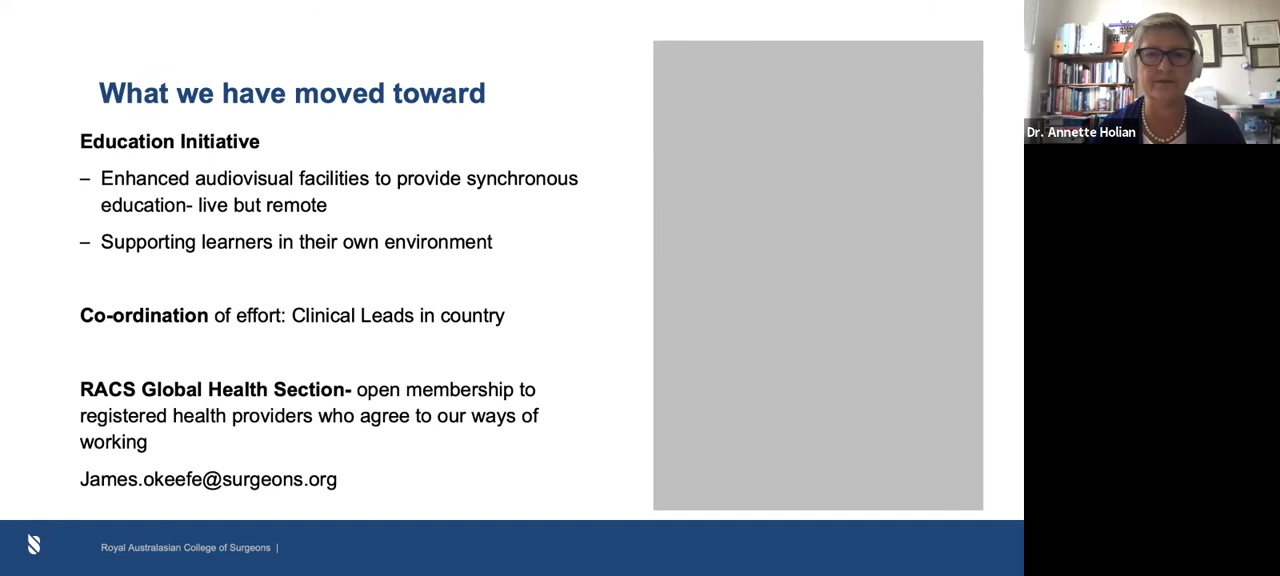 What we have moved toward
Education Initiative
– Enhanced audiovisual facilities to provide synchronous
education- live but remote
– Supporting learners in their own environment
Co-ordination of effort: Clinical Leads in country
RACS Global Health Section- open membership to
registered health providers who agree to our ways of
working
James.okeefe@surgeons.org
Royal Australasian College of Surgeons |
Dr. Annette Holian